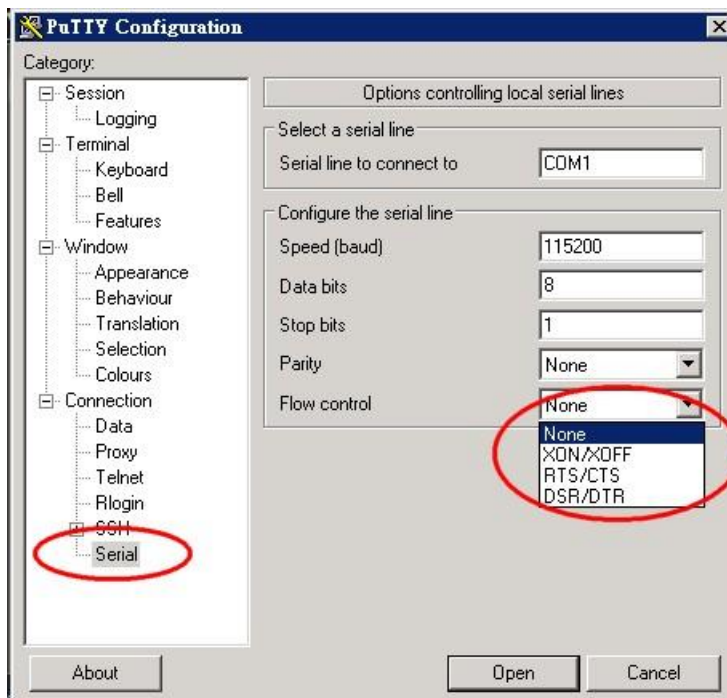 PuTTY Configuration
Category:
Session
Logging
Terminal
Keyboard
Bell
Features
Window
Appearance
Behaviour
Translation
Selection
Colours
Connection
Data
Proxy
Telnet
Rlogin
SSH
Serial
Options controlling local serial lines
Select a serial line
Serial line to connect to COM1
Configure the serial line
Speed (baud) 115200
Data bits 8
Stop bits 1
Parity None
Flow control None
None
XON/XOFF
RTS/CTS
DSR/DTR
About Open Cancel